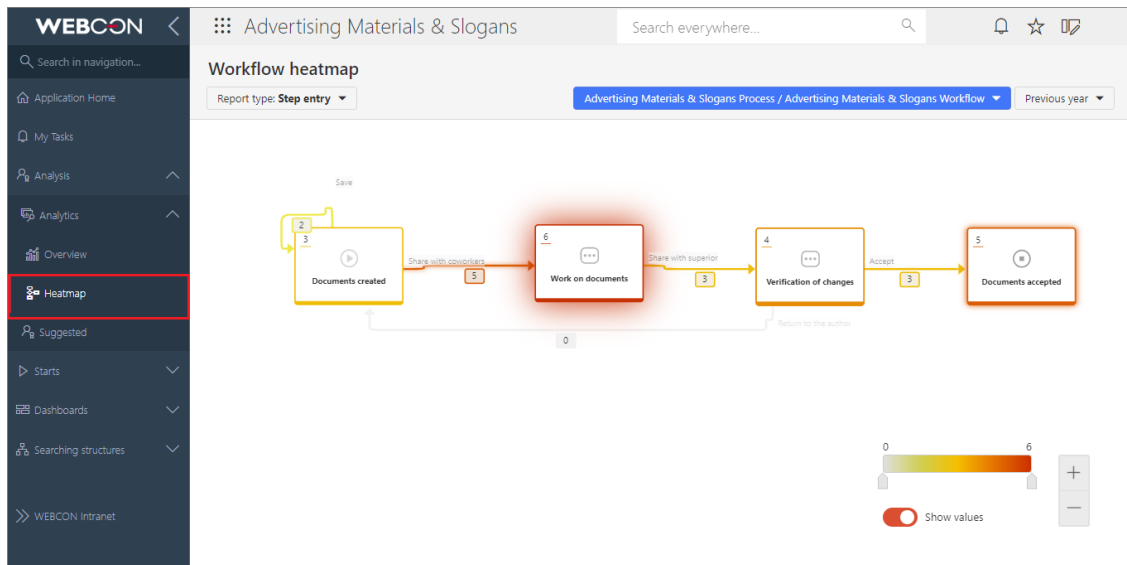 WEBCON
Advertising Materials & Slogans
Search everywhere...
Search in navigation...
Application Home
My Tasks
Analysis
Analytics
Overview
Heatmap
Suggested
Starts
Dashboards
Searching structures
WEBCON Intranet
Workflow heatmap
Report type: Step entry
Advertising Materials & Slogans Process / Advertising Materials & Slogans Workflow
Previous year
Save
2
3
Documents created
Share with coworkers
5
6
Work on documents
Share with superior
3
4
Verification of changes
Accept
3
5
Documents accepted
Return to the author
0
0 6
Show values